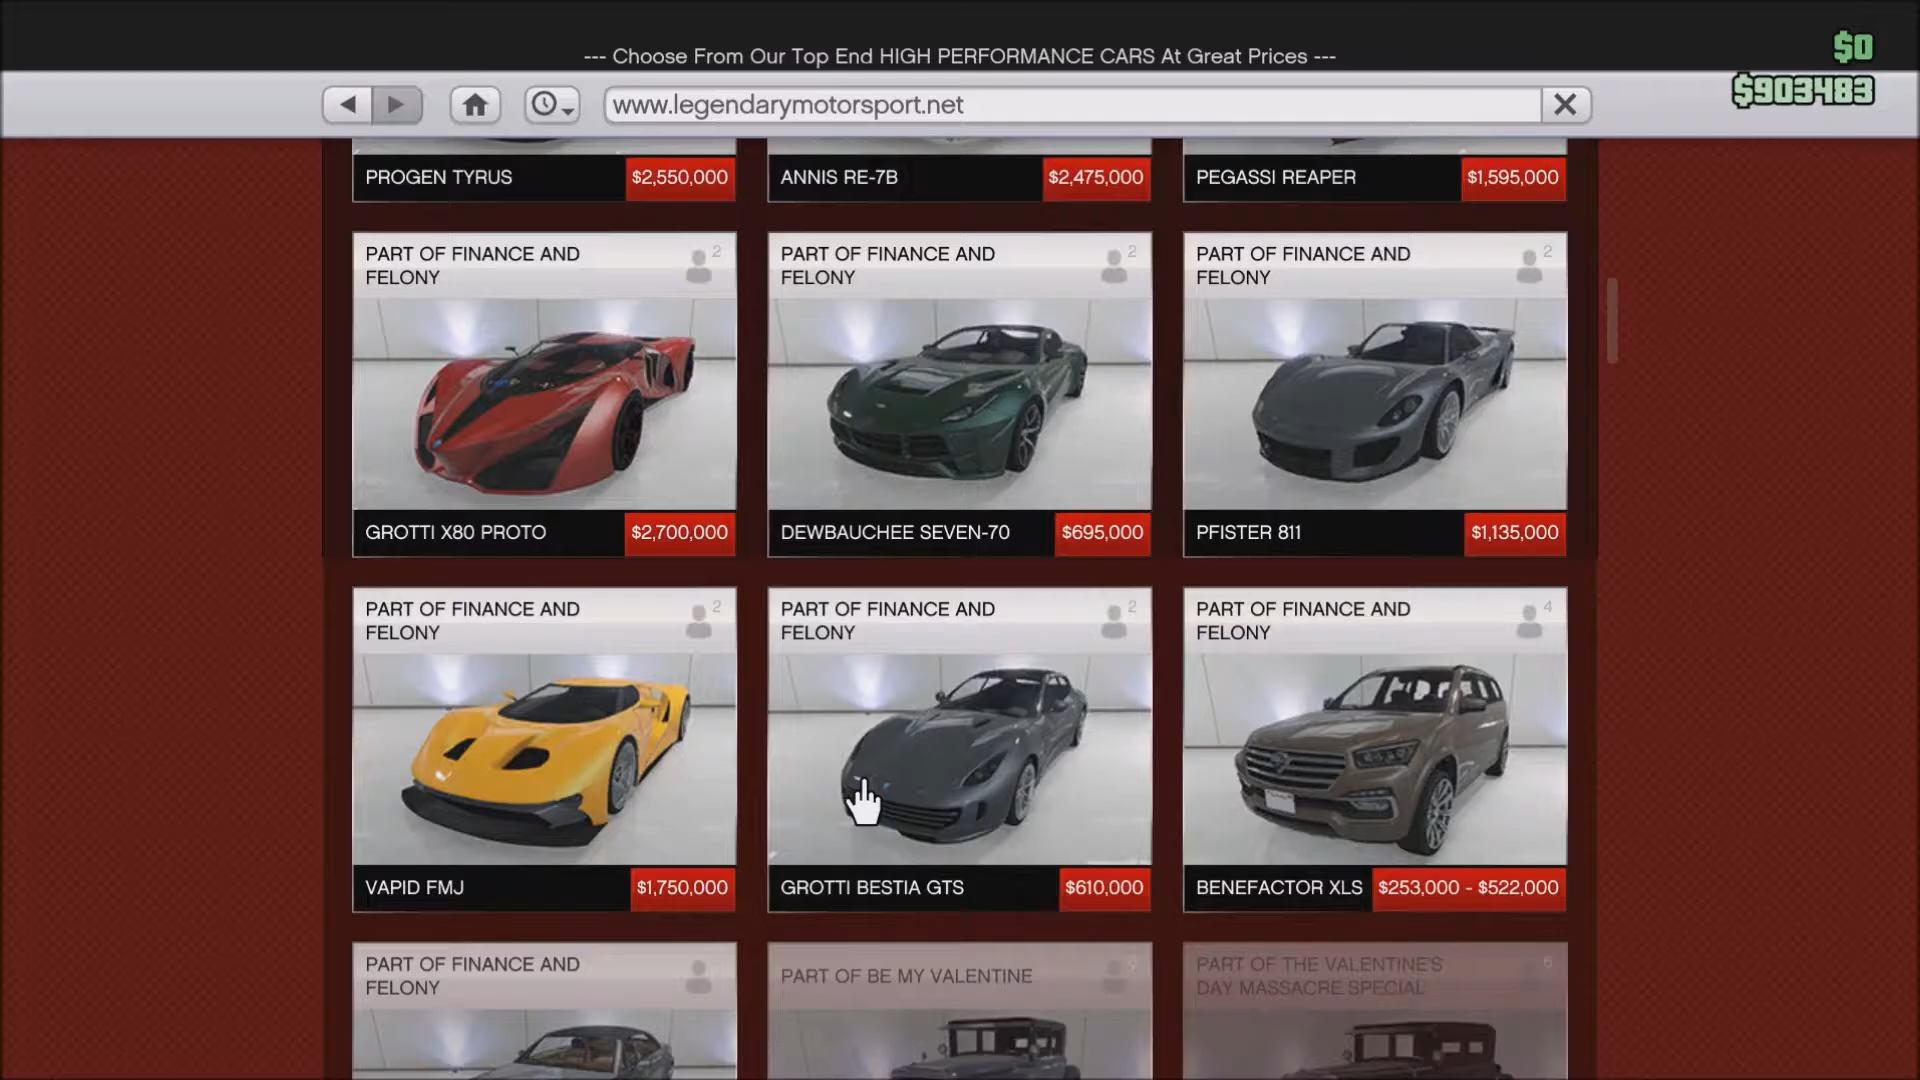 --- Choose From Our Top End HIGH PERFORMANCE CARS At Great Prices ---
$0
$903483
www.legendarymotorsport.net
PROGEN TYRUS $2,550,000
ANNIS RE-7B $2,475,000
PEGASSI REAPER $1,595,000
PART OF FINANCE AND
FELONY
2
GROTTI X80 PROTO $2,700,000
PART OF FINANCE AND
FELONY
2
DEWBAUCHEE SEVEN-70 $695,000
PART OF FINANCE AND
FELONY
2
PFISTER 811 $1,135,000
PART OF FINANCE AND
FELONY
2
VAPID FMJ $1,750,000
PART OF FINANCE AND
FELONY
2
GROTTI BESTIA GTS $610,000
PART OF FINANCE AND
FELONY
4
BENEFACTOR XLS $253,000 - $522,000
PART OF FINANCE AND
FELONY
PART OF BE MY VALENTINE
PART OF THE VALENTINE'S
DAY MASSACRE SPECIAL
6